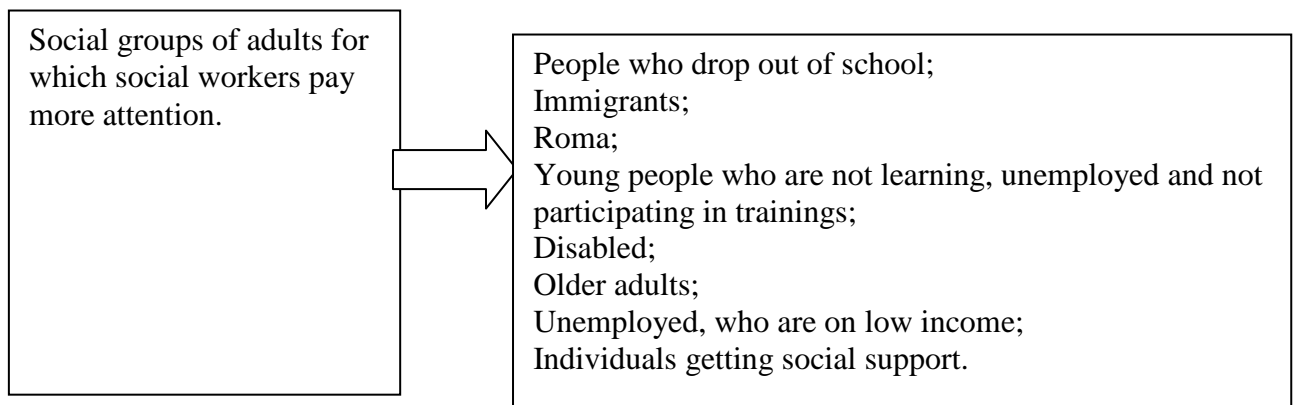 Social groups of adults for
which social workers pay
more attention.
People who drop out of school;
Immigrants;
Roma;
Young people who are not learning, unemployed and not
participating in trainings;
Disabled;
Older adults;
Unemployed, who are on low income;
Individuals getting social support.